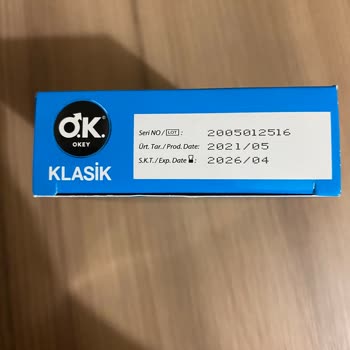 O.K.
OKEY
KLASİK
Seri NO / LOT : 2005012516
Ürt. Tar./ Prod. Date: 2021/05
S.K.T./ Exp. Date : 2026/04